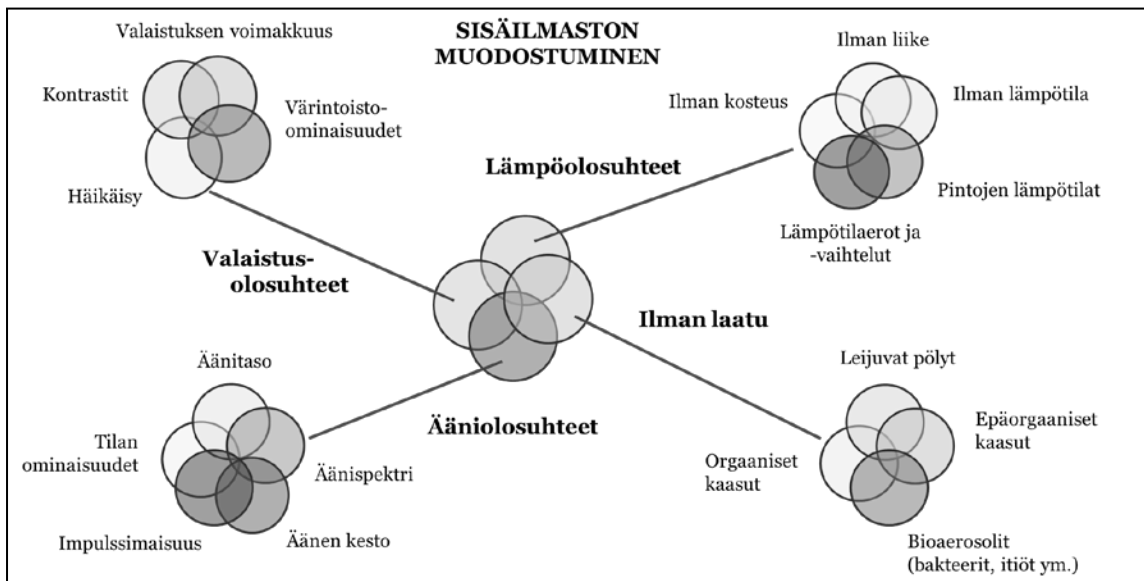 SISÄILMASTON
MUODOSTUMINEN
Valaistuksen voimakkuus
Kontrastit
Värintoisto-
ominaisuudet
Häikäisy
Valaistus-
olosuhteet
Ilman liike
Ilman kosteus
Ilman lämpötila
Lämpöolosuhteet
Pintojen lämpötilat
Lämpötilaerot ja
-vaihtelut
Ilman laatu
Ääniolosuhteet
Äänitaso
Tilan
ominaisuudet
Äänispektri
Impulssimaisuus
Äänen kesto
Leijuvat pölyt
Epäorgaaniset
kaasut
Orgaaniset
kaasut
Bioaerosolit
(bakteerit, itiöt ym.)